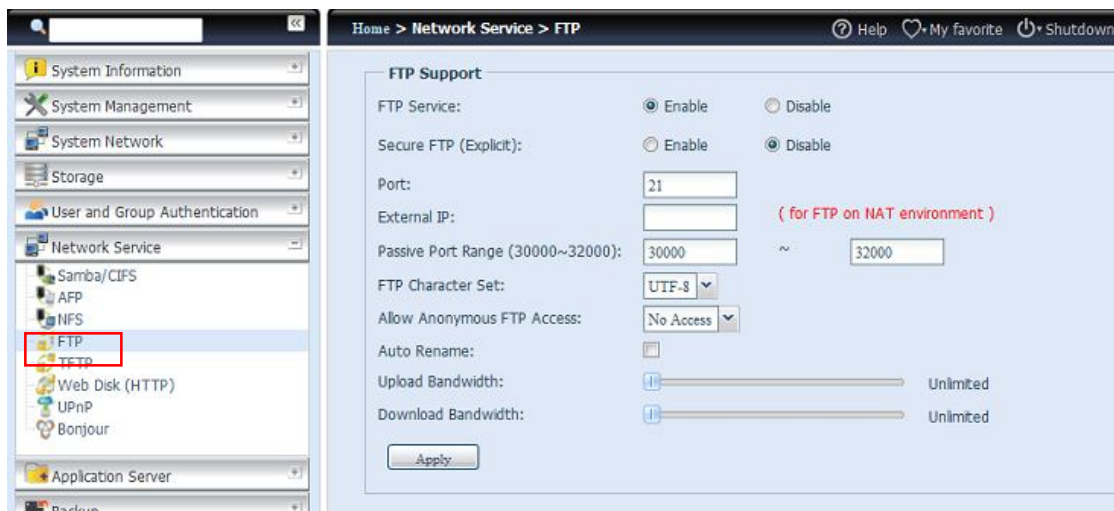 Home > Network Service > FTP
Help
My favorite
Shutdown
System Information
System Management
System Network
Storage
User and Group Authentication
Network Service
Samba/CIFS
AFP
NFS
FTP
TFTP
Web Disk (HTTP)
UPnP
Bonjour
Application Server
Backup
FTP Support
FTP Service: Enable Disable
Secure FTP (Explicit): Enable Disable
Port: 21
External IP: ( for FTP on NAT environment )
Passive Port Range (30000~32000): 30000 ~ 32000
FTP Character Set: UTF-8
Allow Anonymous FTP Access: No Access
Auto Rename:
Upload Bandwidth: Unlimited
Download Bandwidth: Unlimited
Apply